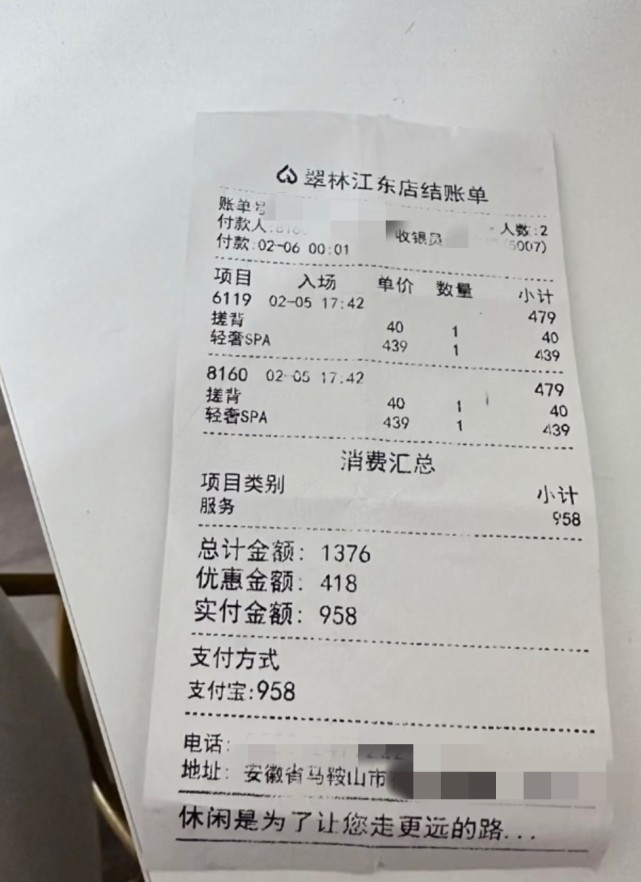 翠林江东店结账单
账单号
人数:2
付款人:816
收银员 5007)
付款:02-06 00:01
项目 入场 单价 数量 小计
6119 02-05 17:42 479
搓背 40 1 40
轻奢SPA 439 1 439
8160 02-05 17:42 479
搓背 40 1 40
轻奢SPA 439 1 439
消费汇总
项目类别 小计
服务 958
总计金额: 1376
优惠金额: 418
实付金额: 958
支付方式
支付宝:958
电话:
地址: 安徽省马鞍山市
休闲是为了让您走更远的路...